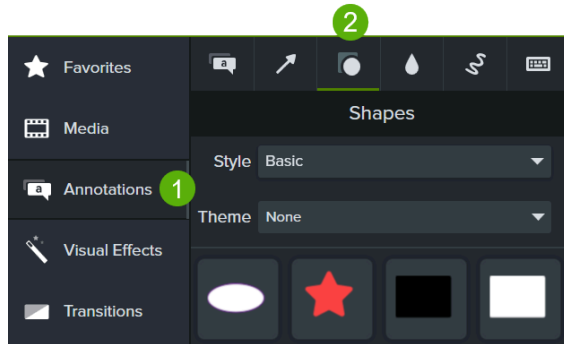 2
Favorites
a
Shapes
Media
Style Basic
a Annotations 1
Theme None
Visual Effects
Transitions